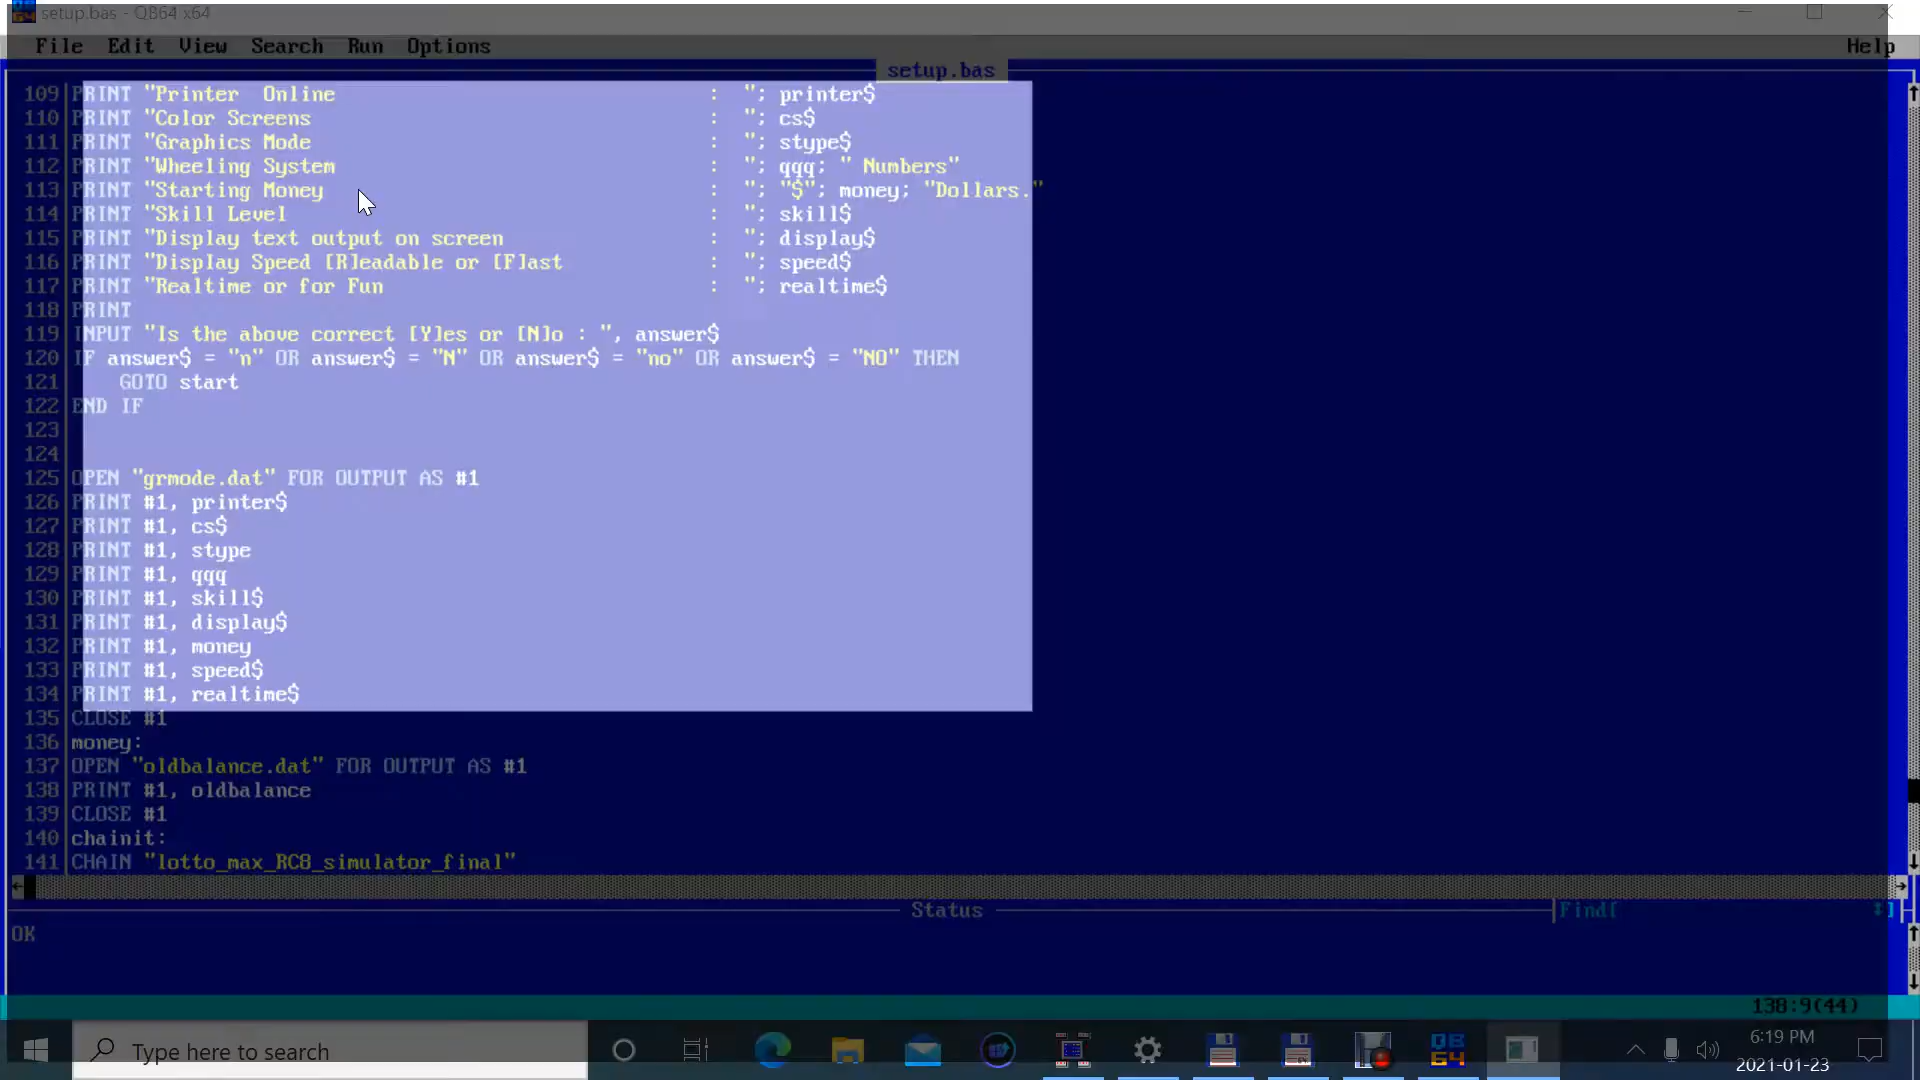 setup.bas - QB64 x64
File Edit View Search Run Options Help
setup.bas
109 PRINT "Printer  Online                               :  "; printer$
110 PRINT "Color Screens                                 :  "; cs$
111 PRINT "Graphics Mode                                 :  "; stype$
112 PRINT "Wheeling System                               :  "; qqq; " Numbers"
113 PRINT "Starting Money                                :  "; "$"; money; "Dollars."
114 PRINT "Skill Level                                   :  "; skill$
115 PRINT "Display text output on screen                 :  "; display$
116 PRINT "Display Speed [R]eadable or [F]ast            :  "; speed$
117 PRINT "Realtime or for Fun                           :  "; realtime$
118 PRINT
119 INPUT "Is the above correct [Y]es or [N]o : ", answer$
120 IF answer$ = "n" OR answer$ = "N" OR answer$ = "no" OR answer$ = "NO" THEN
121     GOTO start
122 END IF
123
124
125 OPEN "grmode.dat" FOR OUTPUT AS #1
126 PRINT #1, printer$
127 PRINT #1, cs$
128 PRINT #1, stype
129 PRINT #1, qqq
130 PRINT #1, skill$
131 PRINT #1, display$
132 PRINT #1, money
133 PRINT #1, speed$
134 PRINT #1, realtime$
135 CLOSE #1
136 money:
137 OPEN "oldbalance.dat" FOR OUTPUT AS #1
138 PRINT #1, oldbalance
139 CLOSE #1
140 chainit:
141 CHAIN "lotto_max_RC8_simulator_final"
Status Find[ ]
OK
138:9(44)
Type here to search
QB
64
6:19 PM
2021-01-23